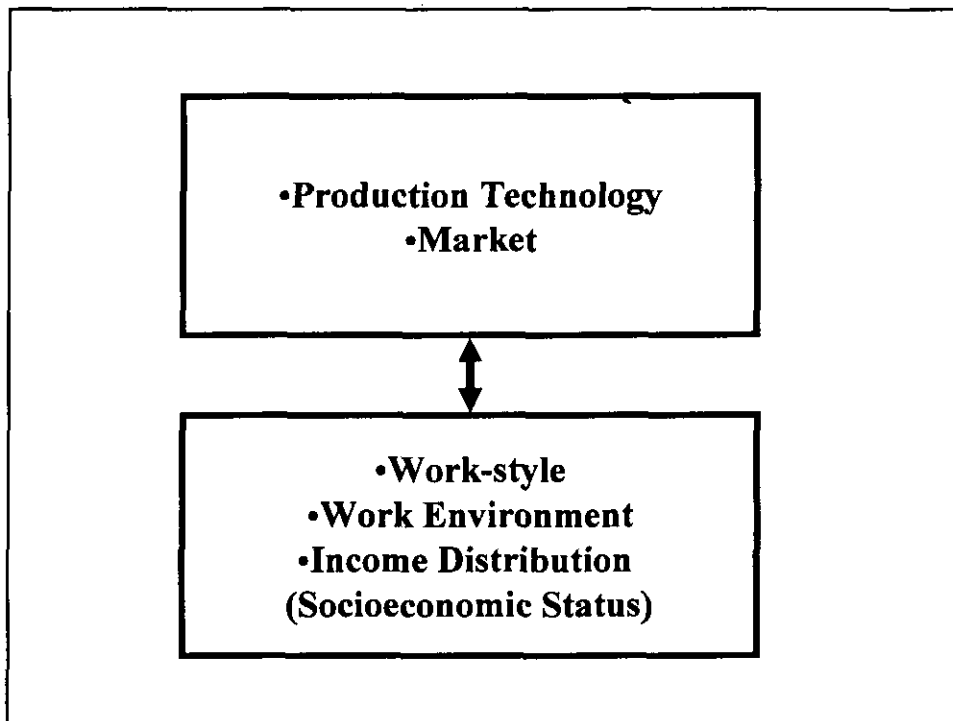 •Production Technology
•Market
•Work-style
•Work Environment
•Income Distribution
(Socioeconomic Status)